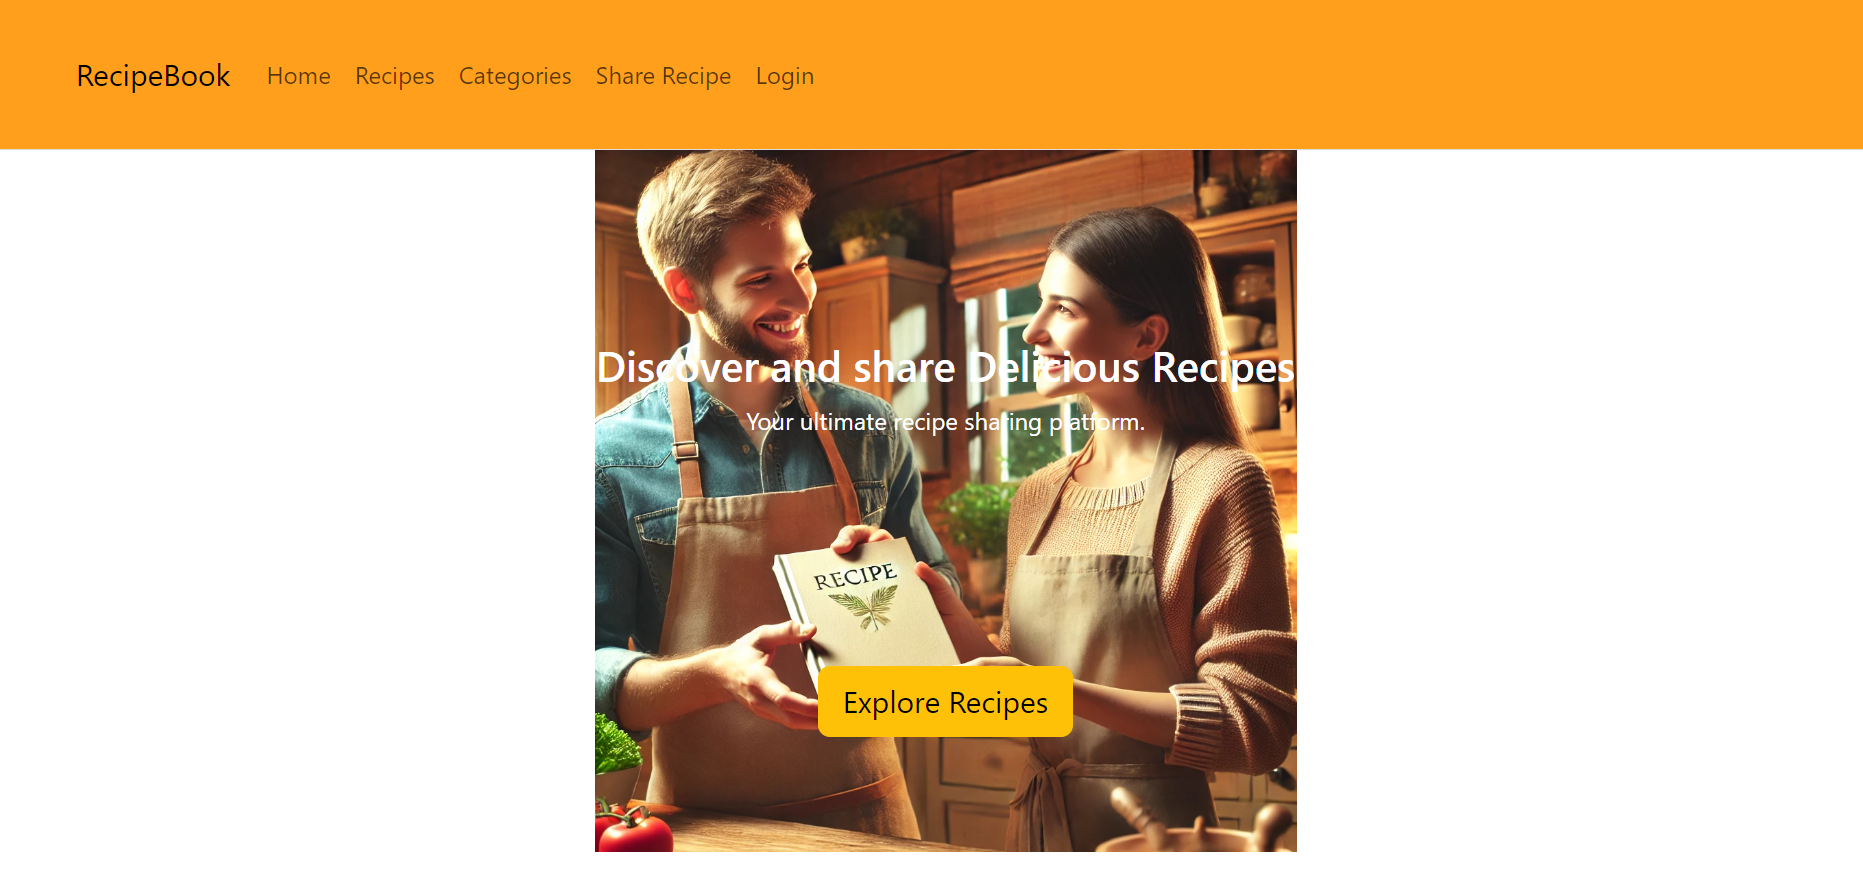 RecipeBook Home Recipes Categories Share Recipe Login
Discover and share Delicious Recipes
Your ultimate recipe sharing platform.
RECIPE
Explore Recipes